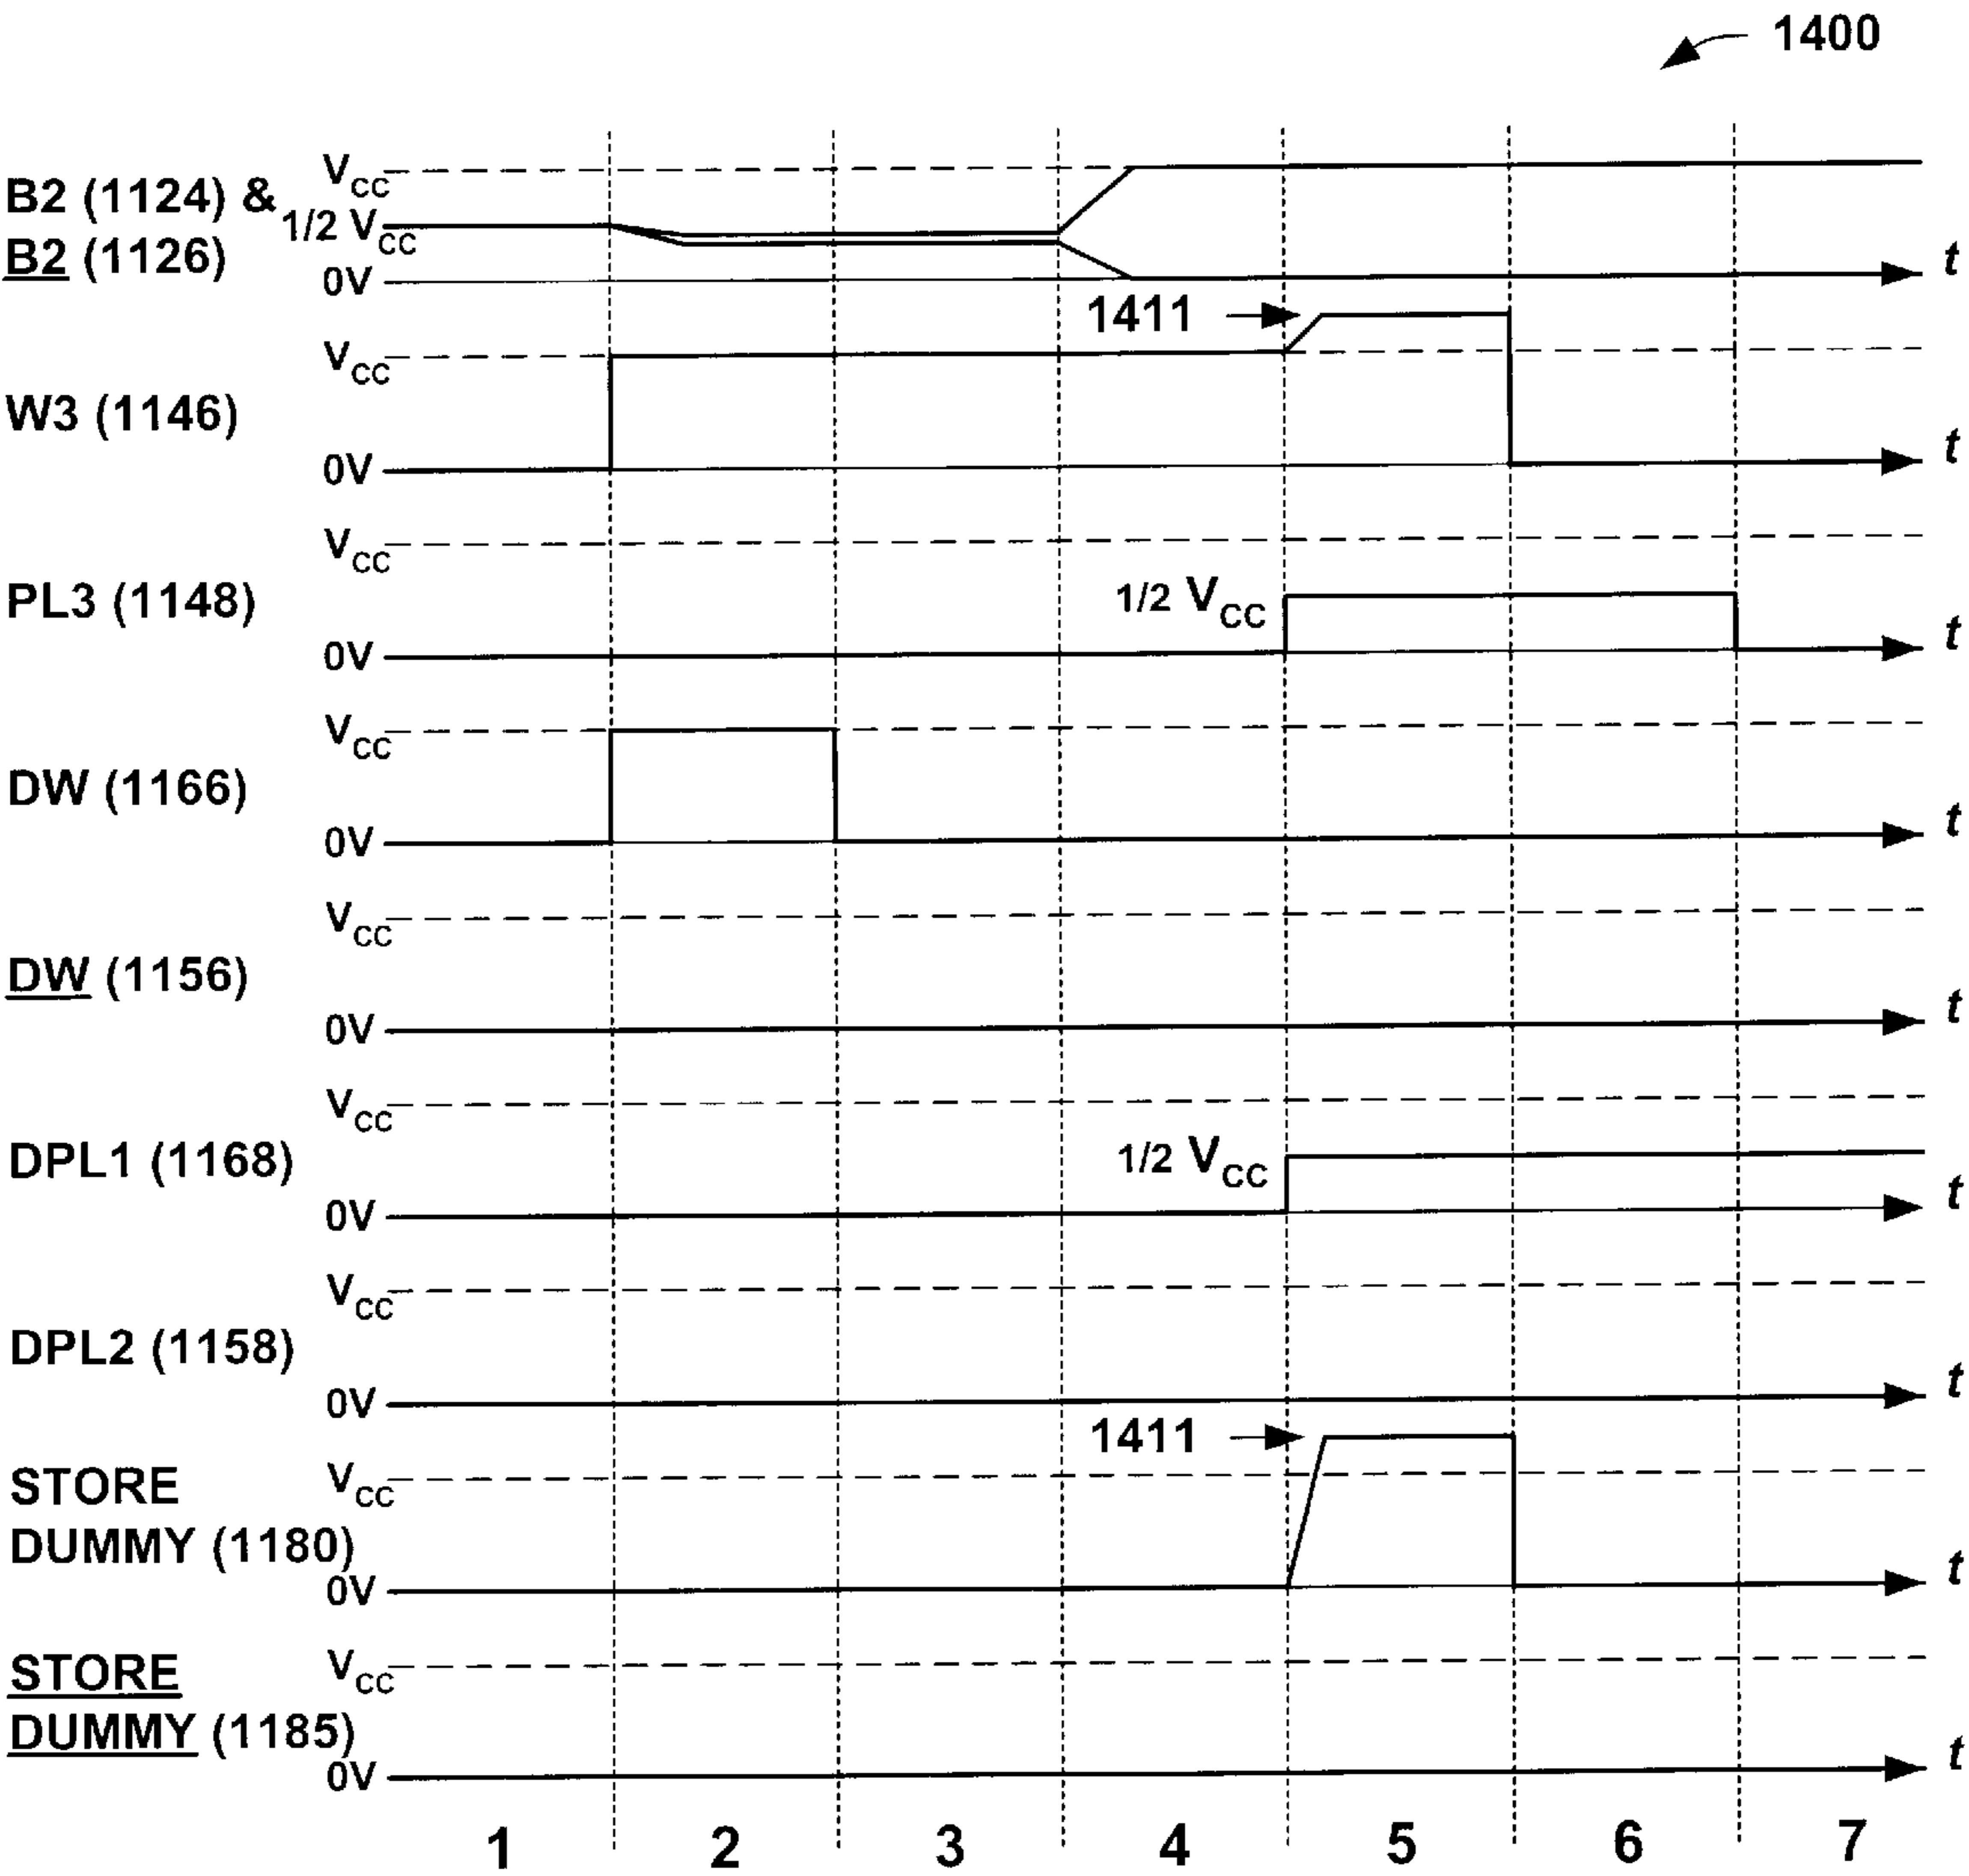 1400
B2 (1124) &
B2 (1126)
VCC
1/2 VCC
0V
t
1411
W3 (1146)
VCC
0V
t
PL3 (1148)
VCC
1/2 VCC
0V
t
DW (1166)
VCC
0V
t
DW (1156)
VCC
0V
t
DPL1 (1168)
VCC
1/2 VCC
0V
t
DPL2 (1158)
VCC
0V
t
1411
STORE
DUMMY (1180)
VCC
0V
t
STORE
DUMMY (1185)
VCC
0V
t
1 2 3 4 5 6 7